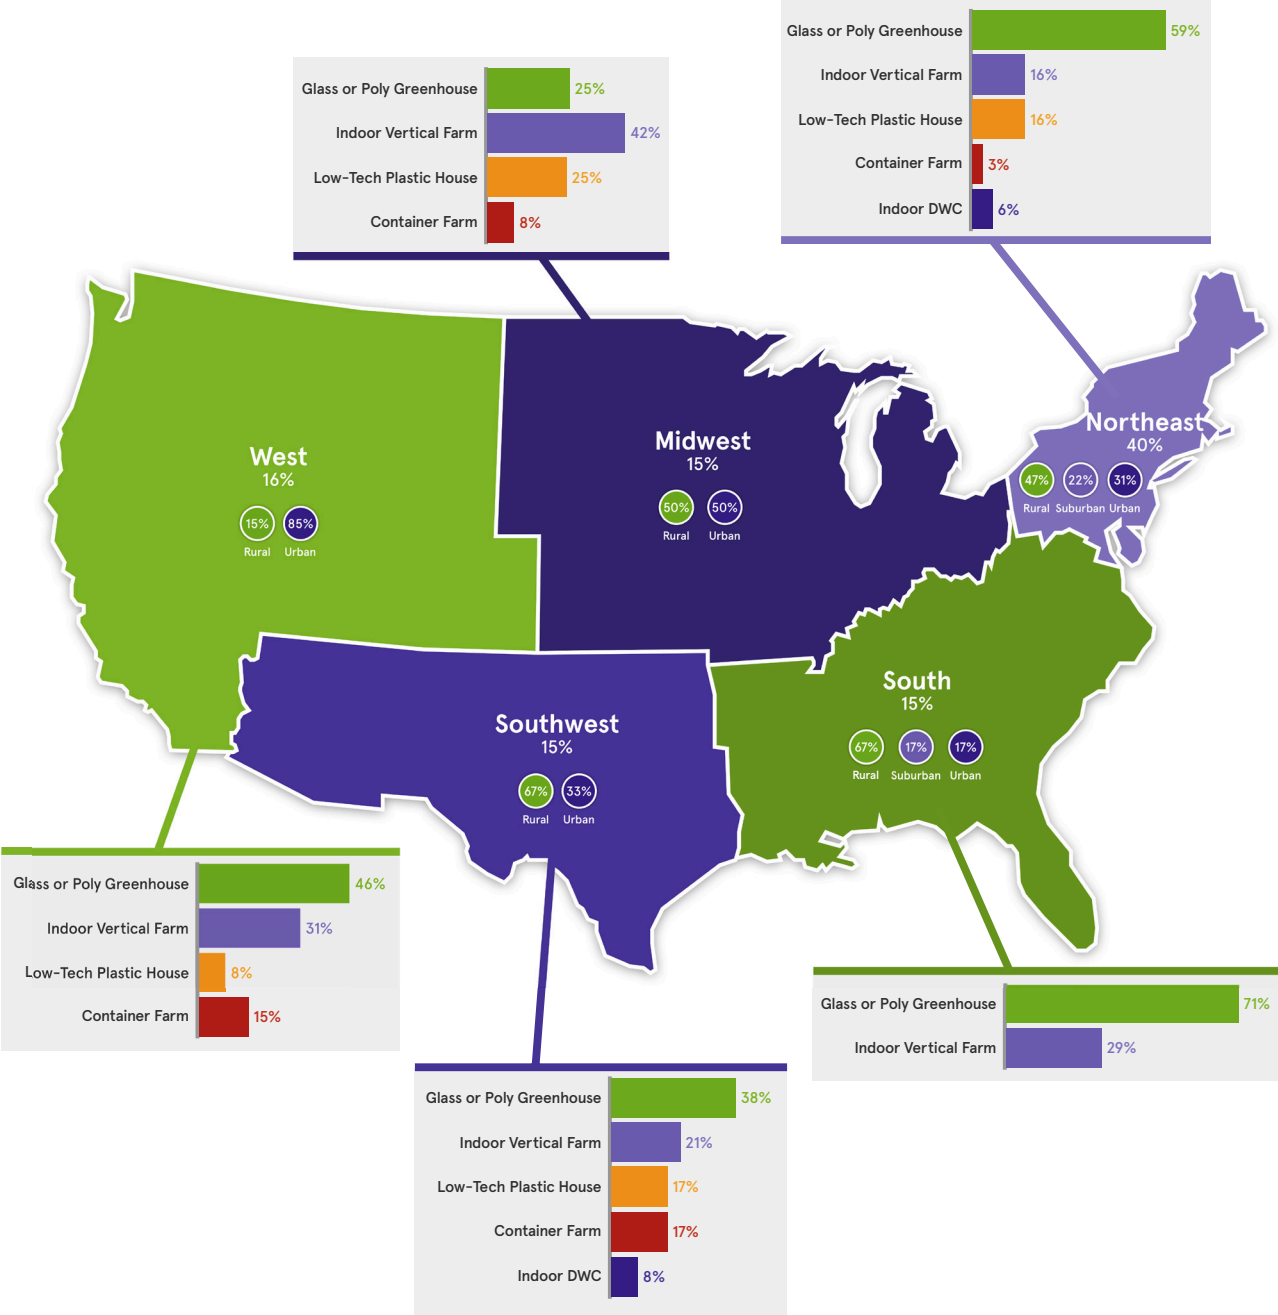 Glass or Poly Greenhouse 59%
Indoor Vertical Farm 16%
Low-Tech Plastic House 16%
Container Farm 3%
Indoor DWC 6%
Glass or Poly Greenhouse 25%
Indoor Vertical Farm 42%
Low-Tech Plastic House 25%
Container Farm 8%
Northeast
40%
47% 22% 31%
Rural Suburban Urban
Midwest
15%
50% 50%
Rural Urban
West
16%
15% 85%
Rural Urban
South
15%
67% 17% 17%
Rural Suburban Urban
Southwest
15%
67% 33%
Rural Urban
Glass or Poly Greenhouse 46%
Indoor Vertical Farm 31%
Low-Tech Plastic House 8%
Container Farm 15%
Glass or Poly Greenhouse 71%
Indoor Vertical Farm 29%
Glass or Poly Greenhouse 38%
Indoor Vertical Farm 21%
Low-Tech Plastic House 17%
Container Farm 17%
Indoor DWC 8%